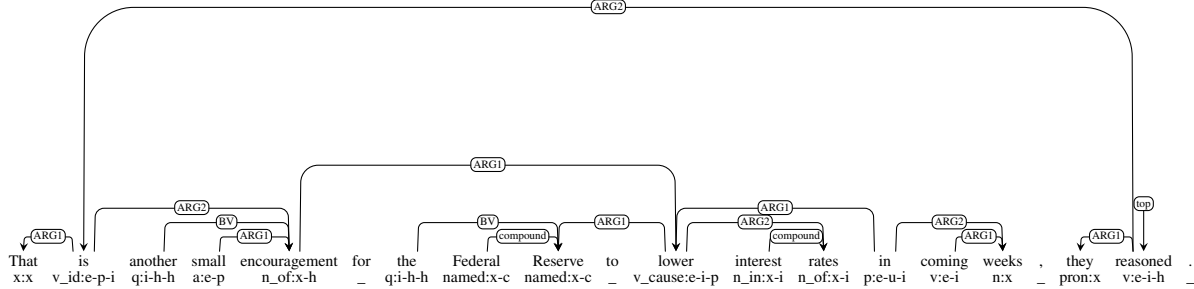 ARG2
ARG1
top
ARG2 ARG1 ARG2
BV BV ARG1 ARG2
ARG1 ARG1 compound compound ARG1 ARG1
That is another small encouragement for the Federal Reserve to lower interest rates in coming weeks , they reasoned .
x:x v_id:e-p-i q:i-h-h a:e-p n_of:x-h _ q:i-h-h named:x-c named:x-c _ v_cause:e-i-p n_in:x-i n_of:x-i p:e-u-i v:e-i n:x _ pron:x v:e-i-h _